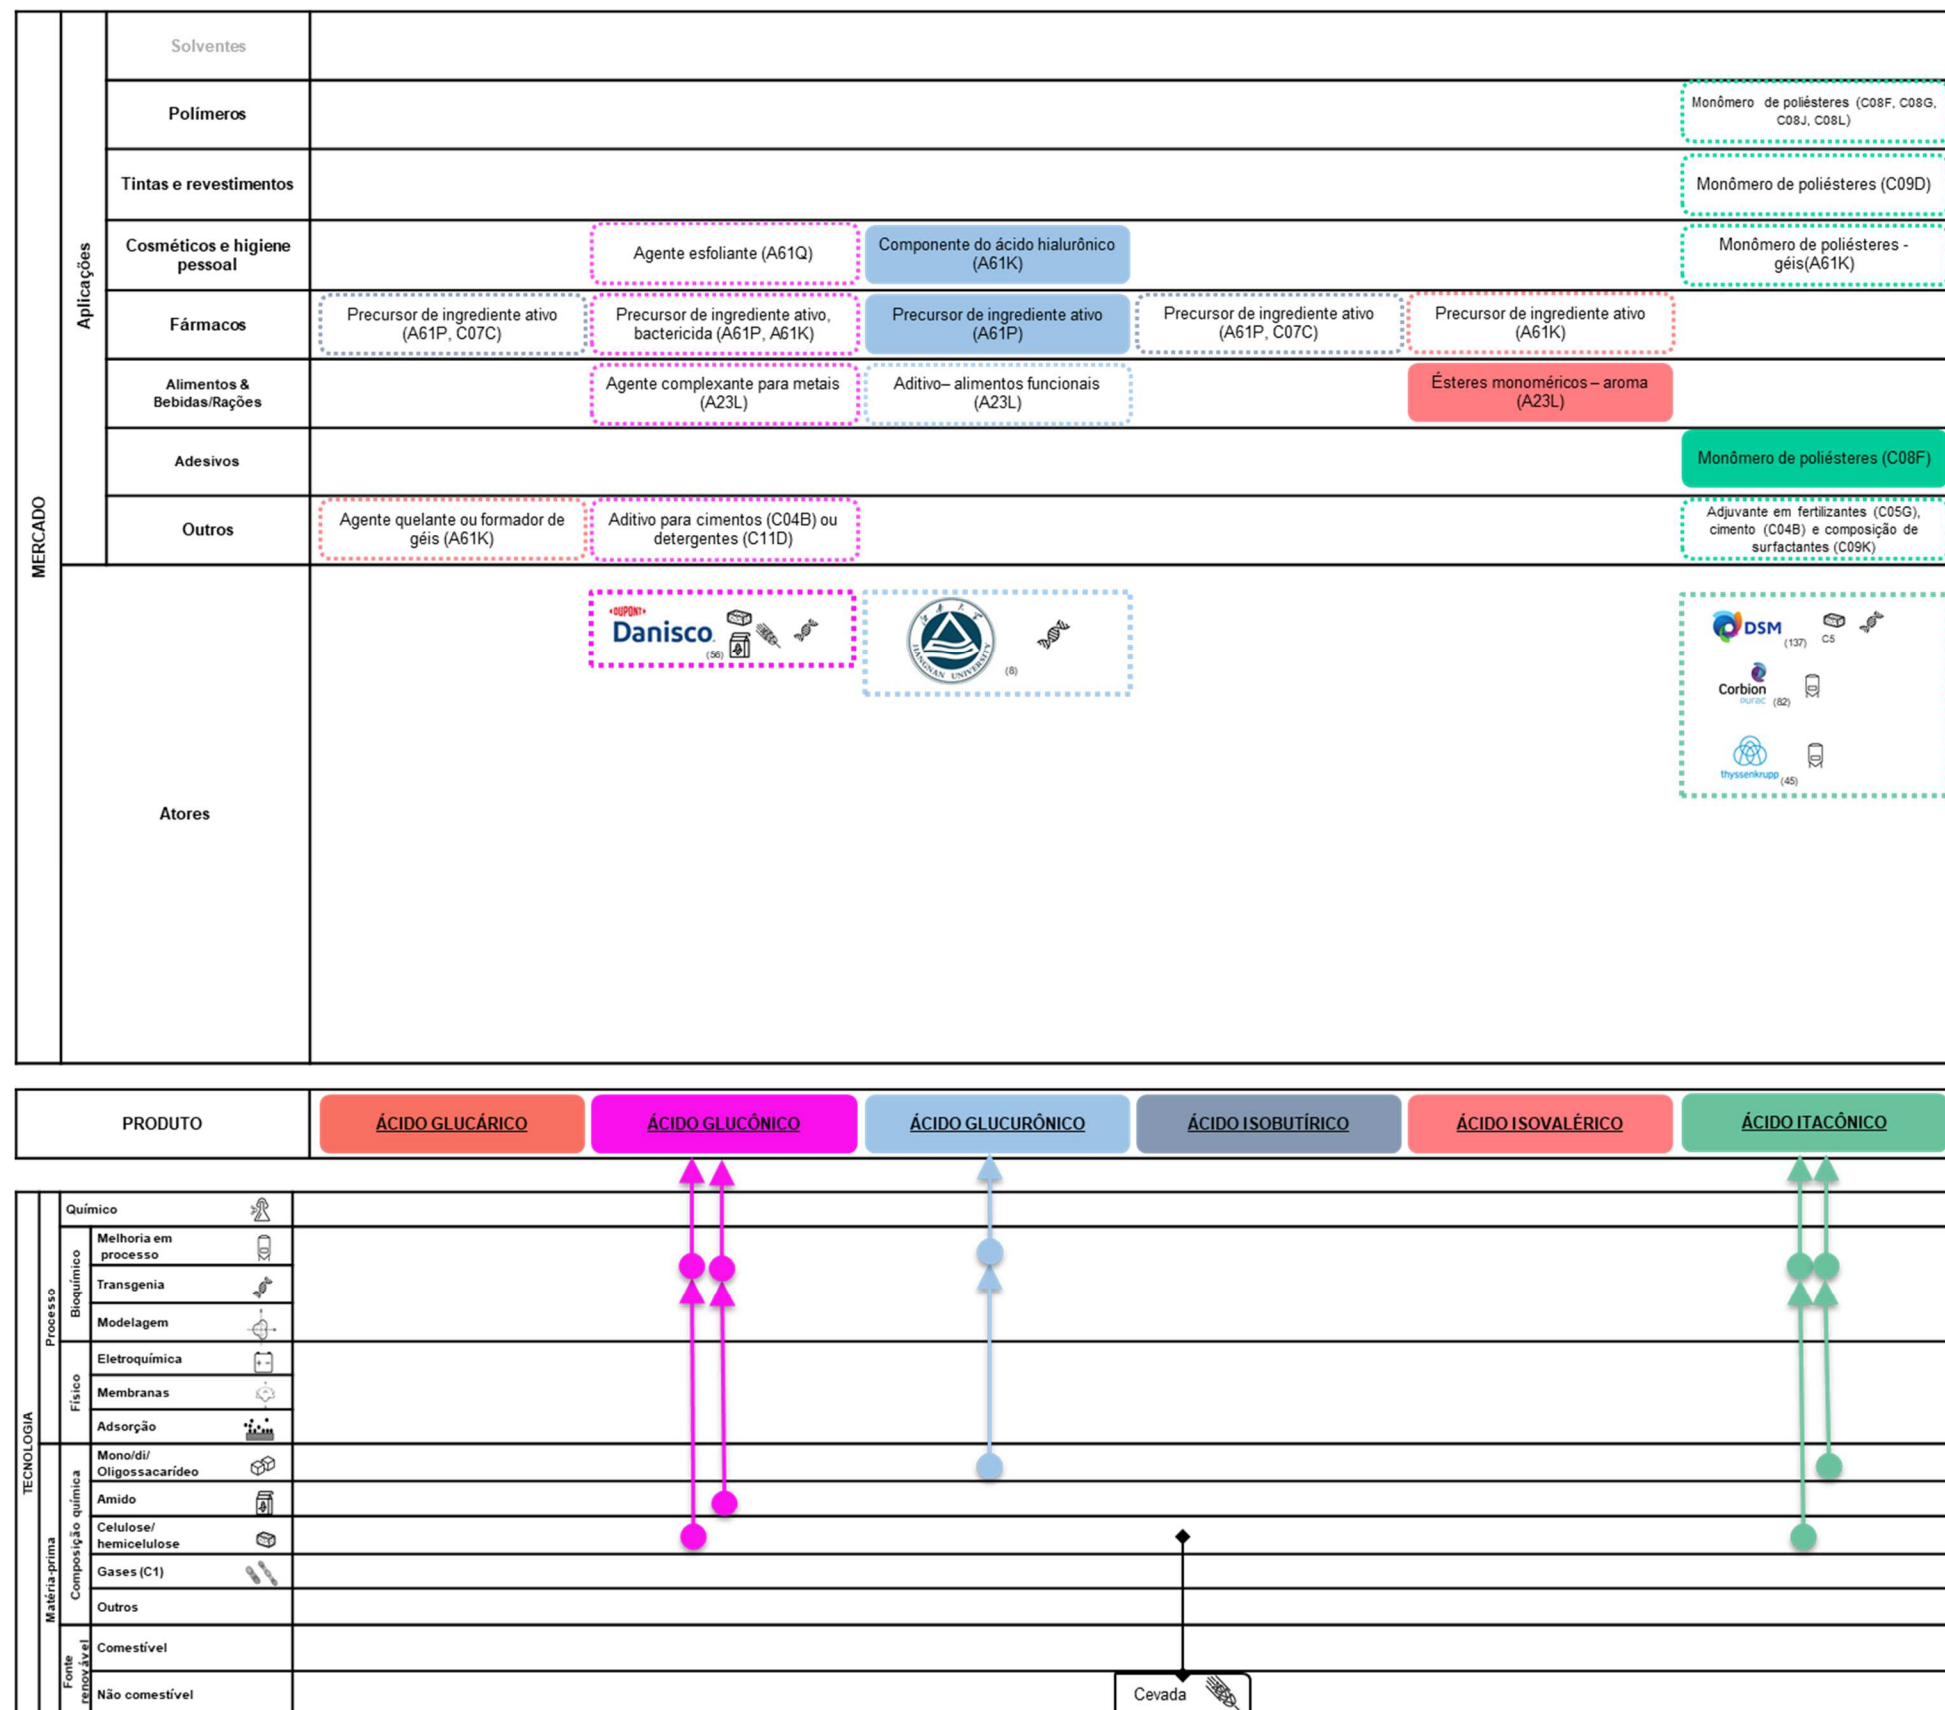 MERCADO
Aplicações
Solventes
Polímeros
Monômero de poliésteres (C08F, C08G,
C08J, C08L)
Tintas e revestimentos
Monômero de poliésteres (C09D)
Cosméticos e higiene
pessoal
Agente esfoliante (A61Q)
Componente do ácido hialurônico
(A61K)
Monômero de poliésteres -
géis(A61K)
Fármacos
Precursor de ingrediente ativo
(A61P, C07C)
Precursor de ingrediente ativo,
bactericida (A61P, A61K)
Precursor de ingrediente ativo
(A61P)
Precursor de ingrediente ativo
(A61P, C07C)
Precursor de ingrediente ativo
(A61K)
Alimentos &
Bebidas/Rações
Agente complexante para metais
(A23L)
Aditivo– alimentos funcionais
(A23L)
Ésteres monoméricos – aroma
(A23L)
Adesivos
Monômero de poliésteres (C08F)
Outros
Agente quelante ou formador de
géis (A61K)
Aditivo para cimentos (C04B) ou
detergentes (C11D)
Adjuvante em fertilizantes (C05G),
cimento (C04B) e composição de
surfactantes (C09K)
Atores
DUPONT
Danisco.
(56)
JIANGNAN UNIVERSITY
(8)
DSM
(137)
C5
Corbion
purac
(82)
thyssenkrupp
(45)
PRODUTO
ÁCIDO GLUCÁRICO
ÁCIDO GLUCÔNICO
ÁCIDO GLUCURÔNICO
ÁCIDO ISOBUTÍRICO
ÁCIDO ISOVALÉRICO
ÁCIDO ITACÔNICO
TECNOLOGIA
Processo
Químico
Bioquímico
Melhoria em
processo
Transgenia
Modelagem
Físico
Eletroquímica
Membranas
Adsorção
Matéria-prima
Composição química
Mono/di/
Oligossacarídeo
Amido
Celulose/
hemicelulose
Gases (C1)
Outros
Fonte
renovável
Comestível
Não comestível
Cevada